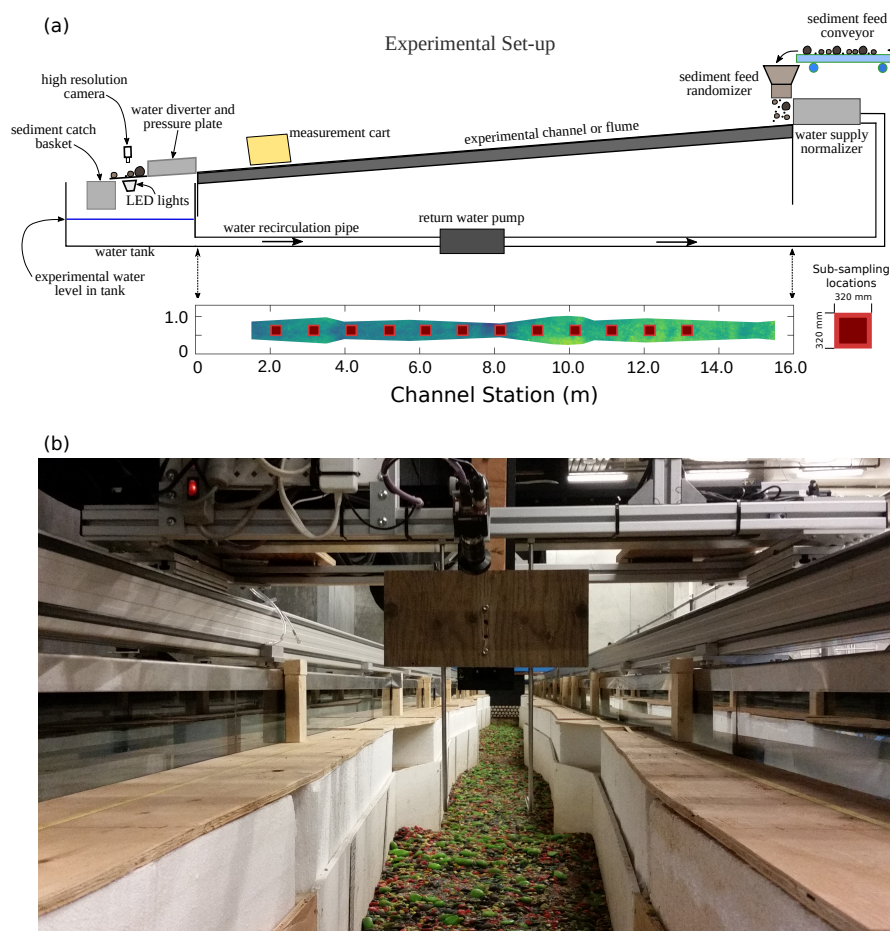 (a)
Experimental Set-up
sediment feed
conveyor
sediment feed
randomizer
high resolution
camera
water diverter and
pressure plate
sediment catch
basket
measurement cart
experimental channel or flume
water supply
normalizer
LED lights
water recirculation pipe
return water pump
water tank
experimental water
level in tank
Sub-sampling
locations
320 mm
320 mm
1.0
0
0 2.0 4.0 6.0 8.0 10.0 12.0 14.0 16.0
Channel Station (m)
(b)